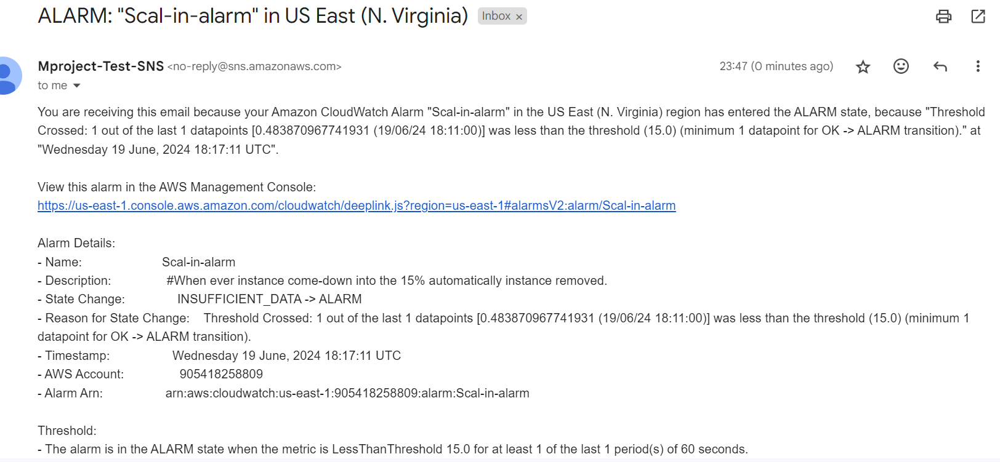 ALARM: "Scal-in-alarm" in US East (N. Virginia) Inbox ×
Mproject-Test-SNS <no-reply@sns.amazonaws.com> 23:47 (0 minutes ago)
to me
You are receiving this email because your Amazon CloudWatch Alarm "Scal-in-alarm" in the US East (N. Virginia) region has entered the ALARM state, because "Threshold
Crossed: 1 out of the last 1 datapoints [0.483870967741931 (19/06/24 18:11:00)] was less than the threshold (15.0) (minimum 1 datapoint for OK -> ALARM transition)." at
"Wednesday 19 June, 2024 18:17:11 UTC".
View this alarm in the AWS Management Console:
https://us-east-1.console.aws.amazon.com/cloudwatch/deeplink.js?region=us-east-1#alarmsV2:alarm/Scal-in-alarm
Alarm Details:
- Name: Scal-in-alarm
- Description: #When ever instance come-down into the 15% automatically instance removed.
- State Change: INSUFFICIENT_DATA -> ALARM
- Reason for State Change: Threshold Crossed: 1 out of the last 1 datapoints [0.483870967741931 (19/06/24 18:11:00)] was less than the threshold (15.0) (minimum 1
datapoint for OK -> ALARM transition).
- Timestamp: Wednesday 19 June, 2024 18:17:11 UTC
- AWS Account: 905418258809
- Alarm Arn: arn:aws:cloudwatch:us-east-1:905418258809:alarm:Scal-in-alarm
Threshold:
- The alarm is in the ALARM state when the metric is LessThanThreshold 15.0 for at least 1 of the last 1 period(s) of 60 seconds.